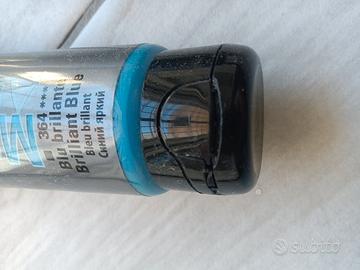 364 ***
Blu brillante
Brilliant Blue
Bleu brillant
Синий яркий
subito